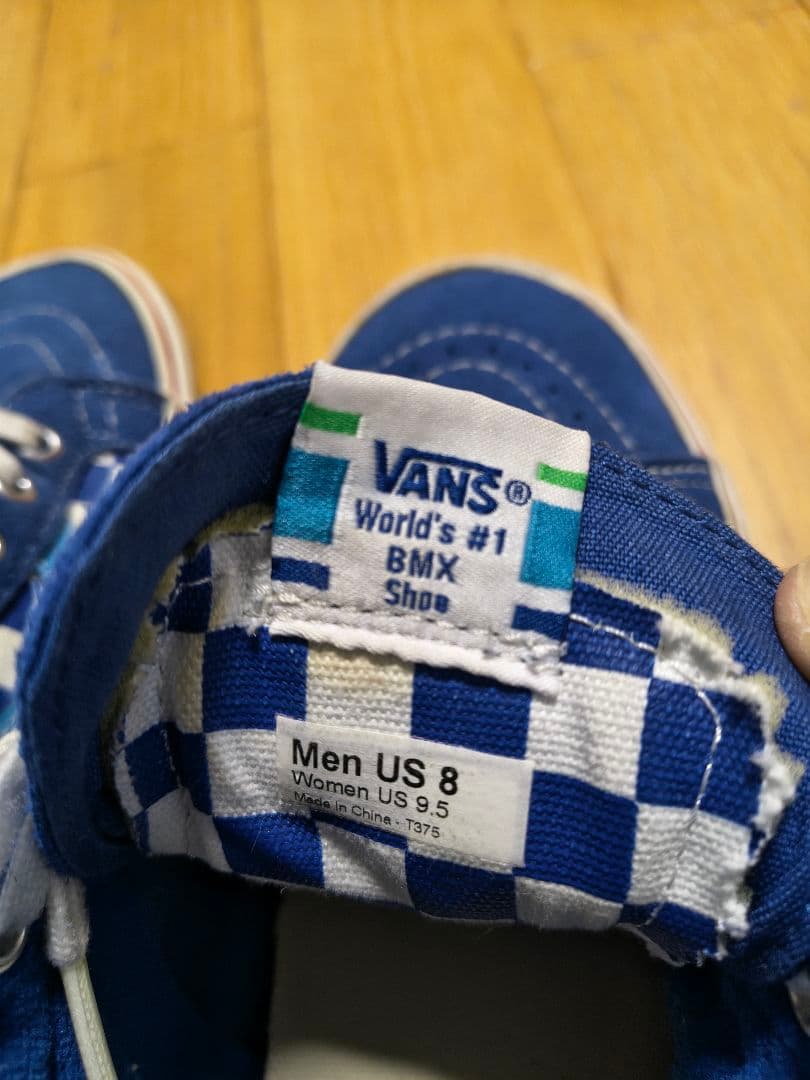 VANS®
World's #1
BMX
Shoe
Men US 8
Women US 9.5
Made in China - T375